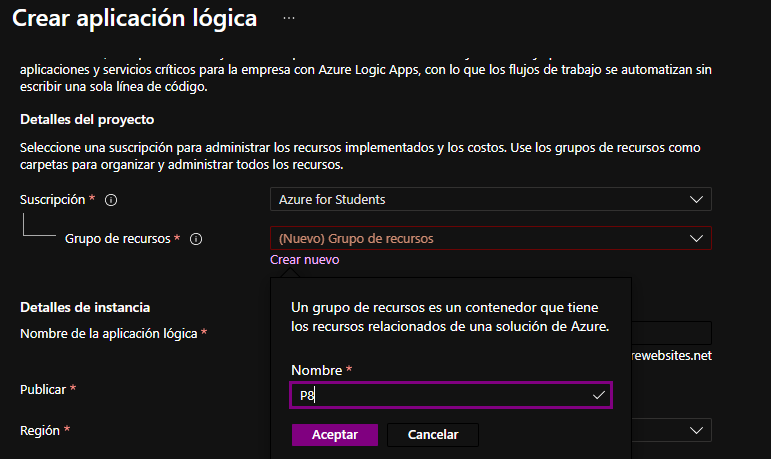 Crear aplicación lógica ...
aplicaciones y servicios críticos para la empresa con Azure Logic Apps, con lo que los flujos de trabajo se automatizan sin
escribir una sola línea de código.
Detalles del proyecto
Seleccione una suscripción para administrar los recursos implementados y los costos. Use los grupos de recursos como
carpetas para organizar y administrar todos los recursos.
Suscripción * Azure for Students
Grupo de recursos * (Nuevo) Grupo de recursos
Crear nuevo
Un grupo de recursos es un contenedor que tiene
los recursos relacionados de una solución de Azure.
Detalles de instancia
Nombre de la aplicación lógica *
rewebsites.net
Nombre *
P8
Publicar *
Región *
Aceptar Cancelar